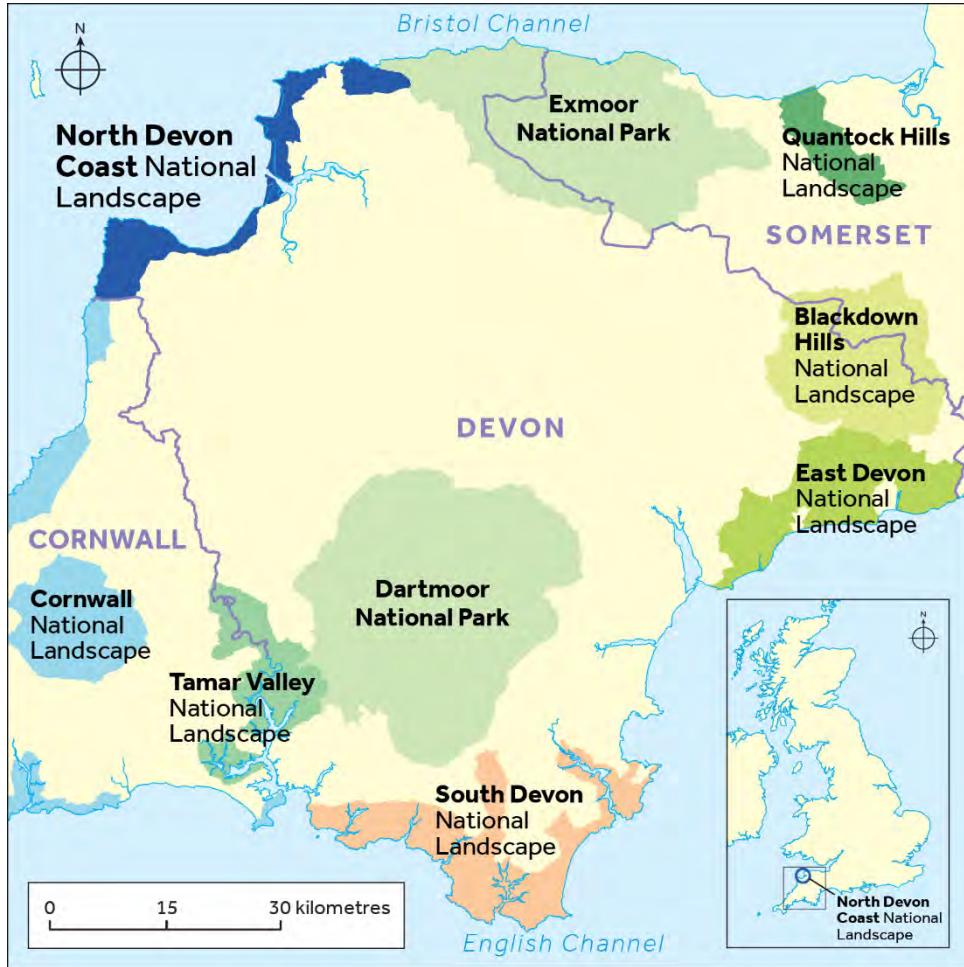 Bristol Channel
N
North Devon
Coast National
Landscape
Exmoor
National Park
Quantock Hills
National
Landscape
SOMERSET
Blackdown
Hills
National
Landscape
DEVON
East Devon
National
Landscape
CORNWALL
Cornwall
National
Landscape
Dartmoor
National Park
Tamar Valley
National
Landscape
South Devon
National
Landscape
0 15 30 kilometres
English Channel
N
North Devon
Coast National
Landscape